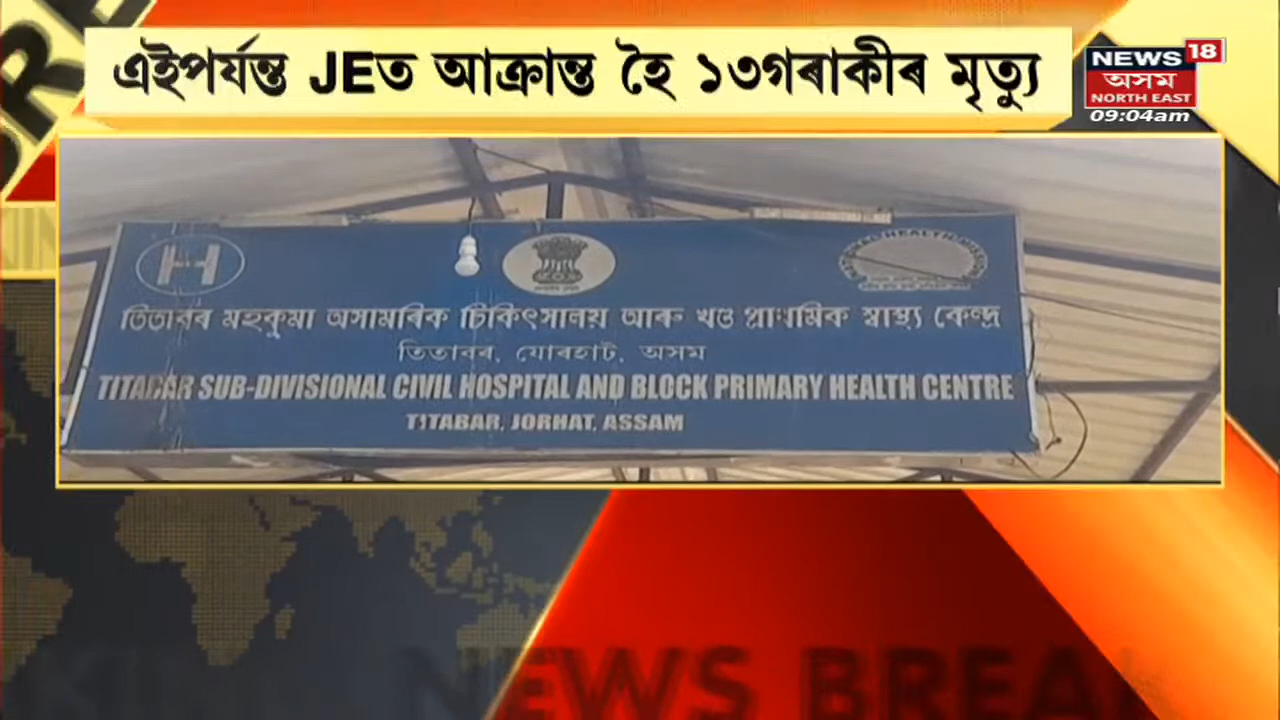 এইপৰ্যন্ত JEত আক্ৰান্ত হৈ ১৩গৰাকীৰ মৃত্যু
NEWS 18
অসম
NORTH EAST
09:04am
H
তিতাবৰ মহকুমা অসামৰিক চিকিৎসালয় আৰু খণ্ড প্ৰাথমিক স্বাস্থ্য কেন্দ্ৰ
তিতাবৰ, যোৰহাট, অসম
TITABAR SUB-DIVISIONAL CIVIL HOSPITAL AND BLOCK PRIMARY HEALTH CENTRE
TITABAR, JORHAT, ASSAM
NEWS BREA